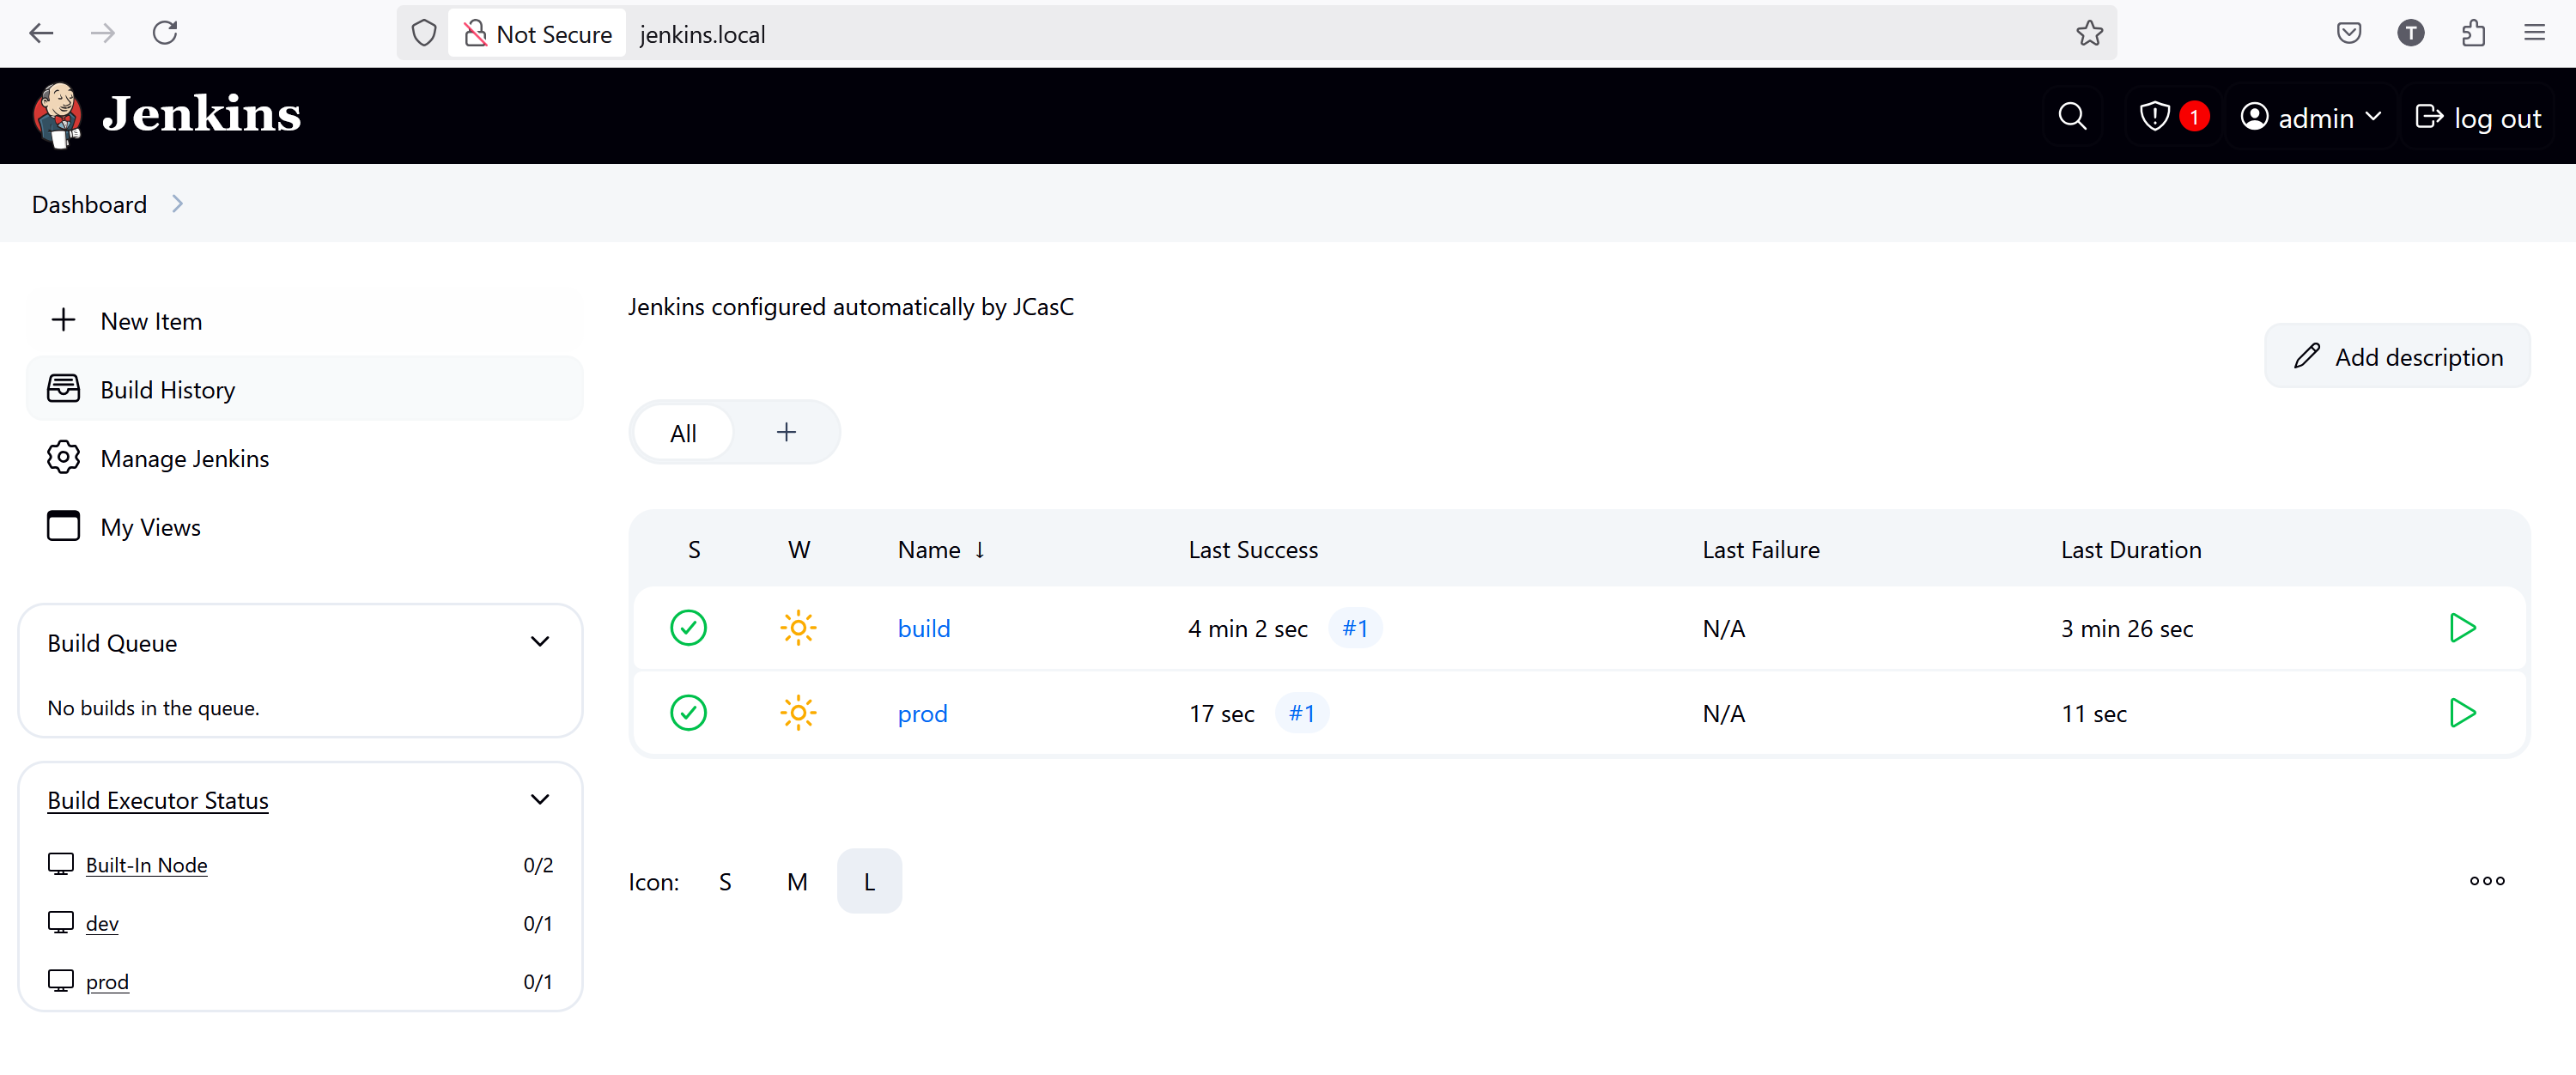 Not Secure jenkins.local T
Jenkins 1 admin log out
Dashboard
New Item
Build History
Manage Jenkins
My Views
Build Queue
No builds in the queue.
Build Executor Status
Built-In Node 0/2
dev 0/1
prod 0/1
Jenkins configured automatically by JCasC
Add description
All
S W Name ↓ Last Success Last Failure Last Duration
build 4 min 2 sec #1 N/A 3 min 26 sec
prod 17 sec #1 N/A 11 sec
Icon: S M L